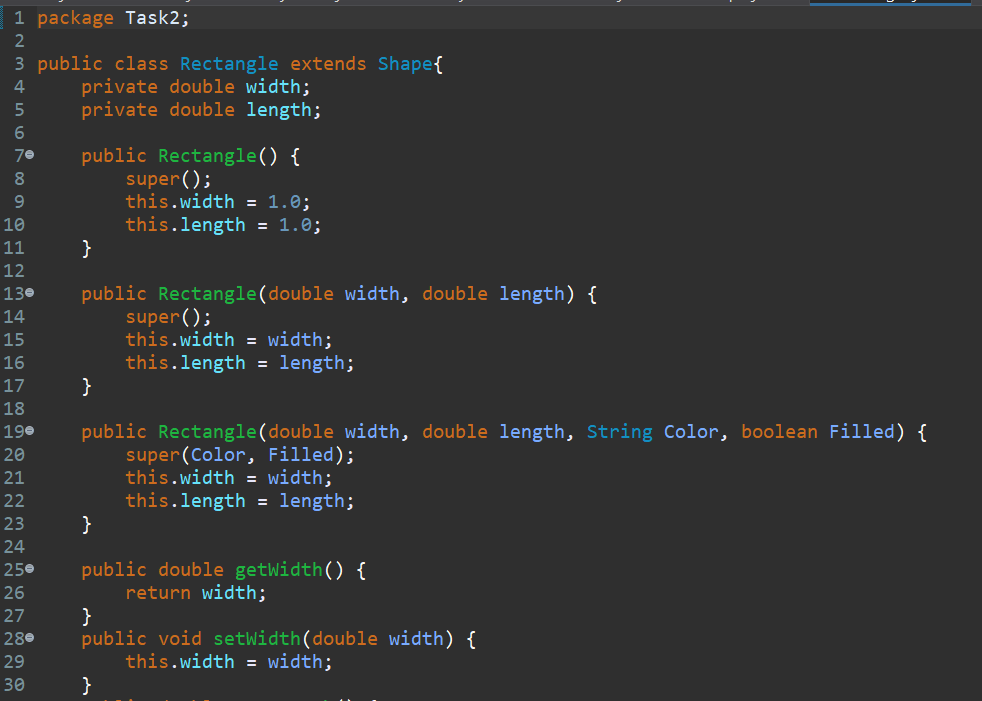 1 package Task2;
2
3 public class Rectangle extends Shape{
4     private double width;
5     private double length;
6
7     public Rectangle() {
8         super();
9         this.width = 1.0;
10         this.length = 1.0;
11     }
12
13     public Rectangle(double width, double length) {
14         super();
15         this.width = width;
16         this.length = length;
17     }
18
19     public Rectangle(double width, double length, String Color, boolean Filled) {
20         super(Color, Filled);
21         this.width = width;
22         this.length = length;
23     }
24
25     public double getWidth() {
26         return width;
27     }
28     public void setWidth(double width) {
29         this.width = width;
30     }